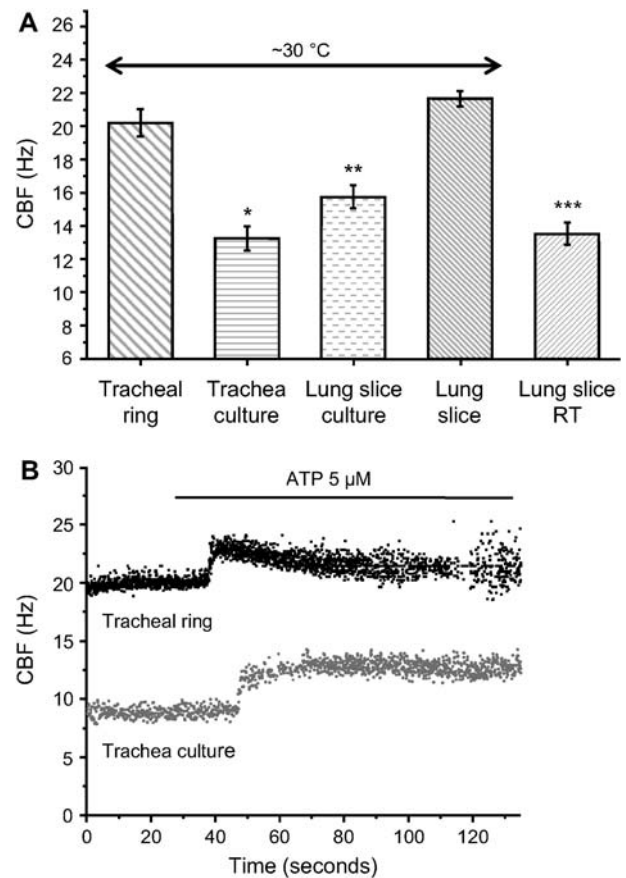 A
~30 °C
26
24
22
20
18
16
14
12
10
8
6
CBF (Hz)
*
**
***
Tracheal ring
Trachea culture
Lung slice culture
Lung slice
Lung slice RT
B
ATP 5 µM
30
25
20
15
10
5
0
CBF (Hz)
Tracheal ring
Trachea culture
0 20 40 60 80 100 120
Time (seconds)